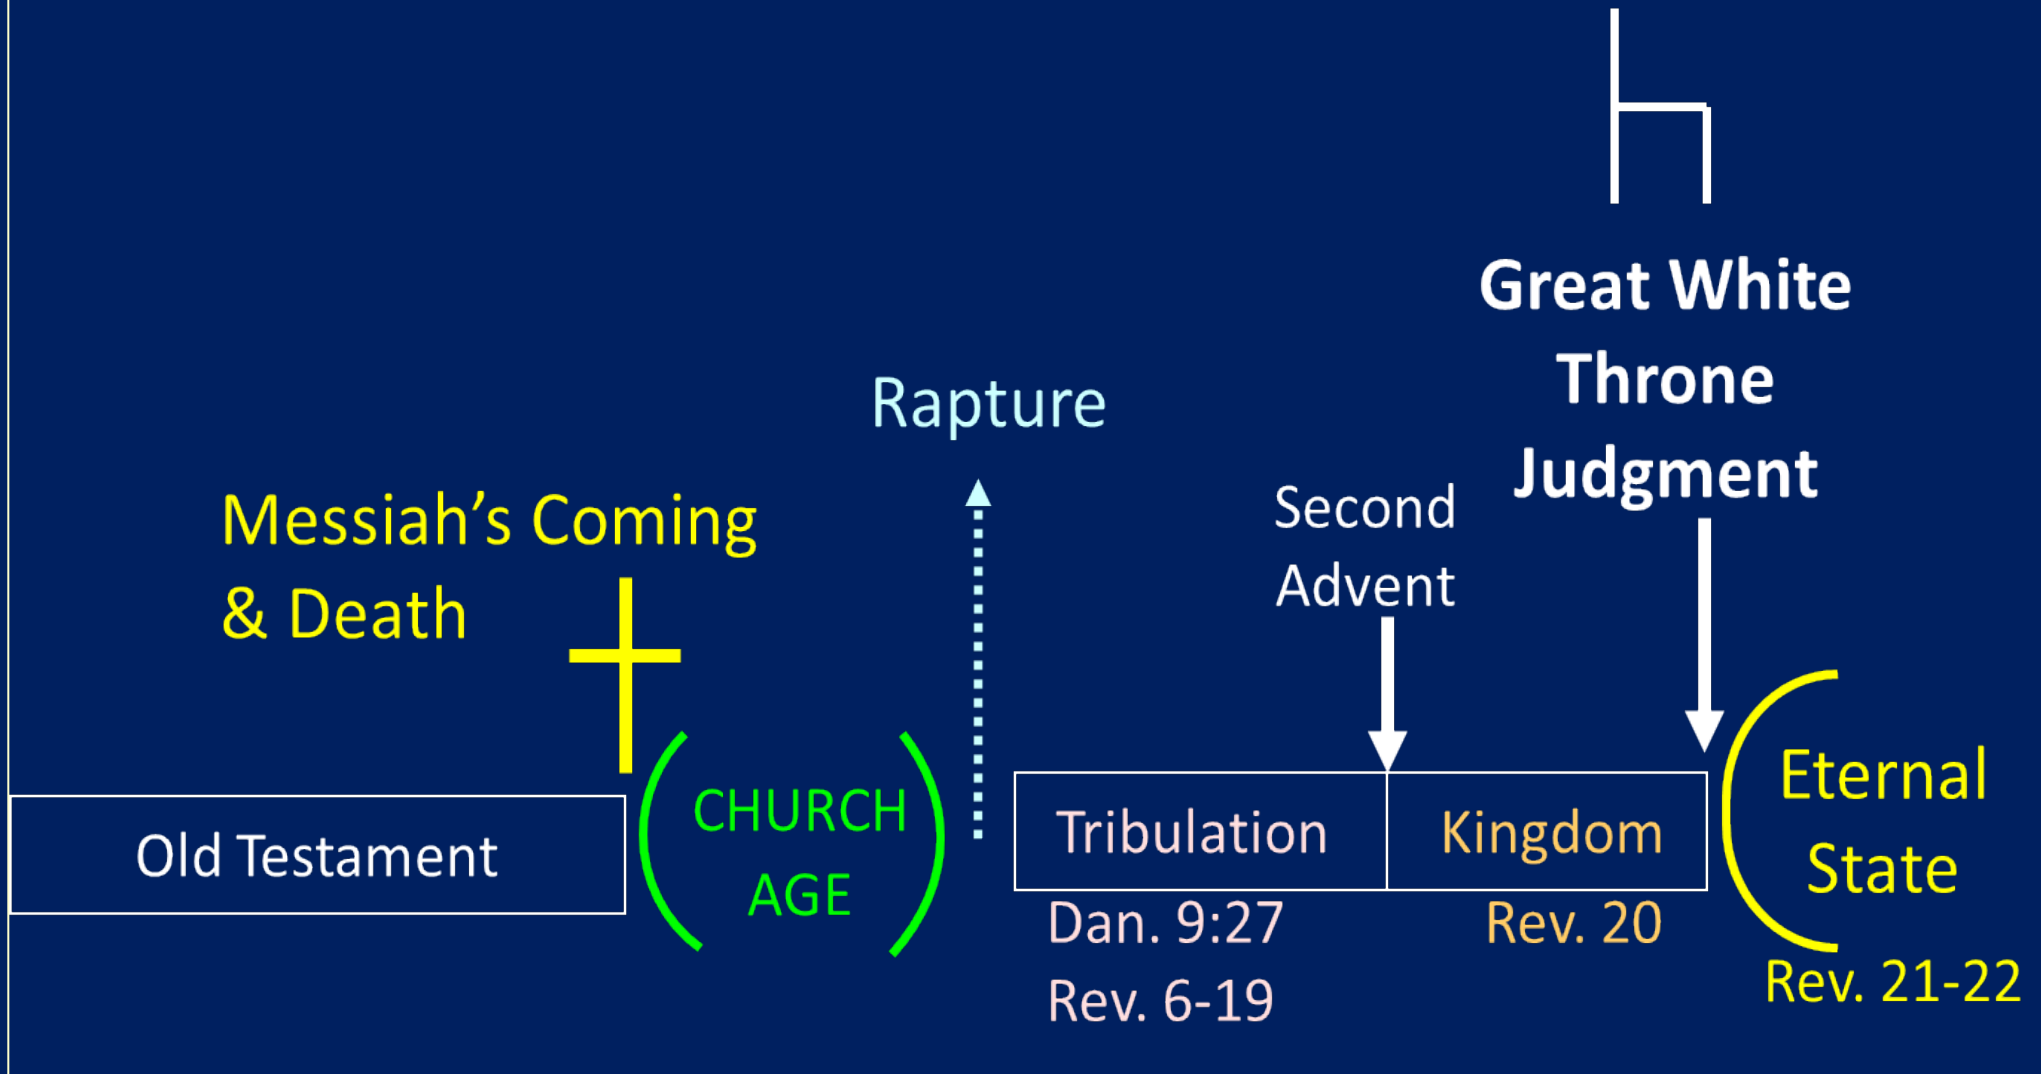 Great White
Throne
Judgment
Rapture
Second
Advent
Messiah’s Coming
& Death
Old Testament
CHURCH
AGE
Tribulation
Kingdom
Eternal
State
Dan. 9:27
Rev. 6-19
Rev. 20
Rev. 21-22